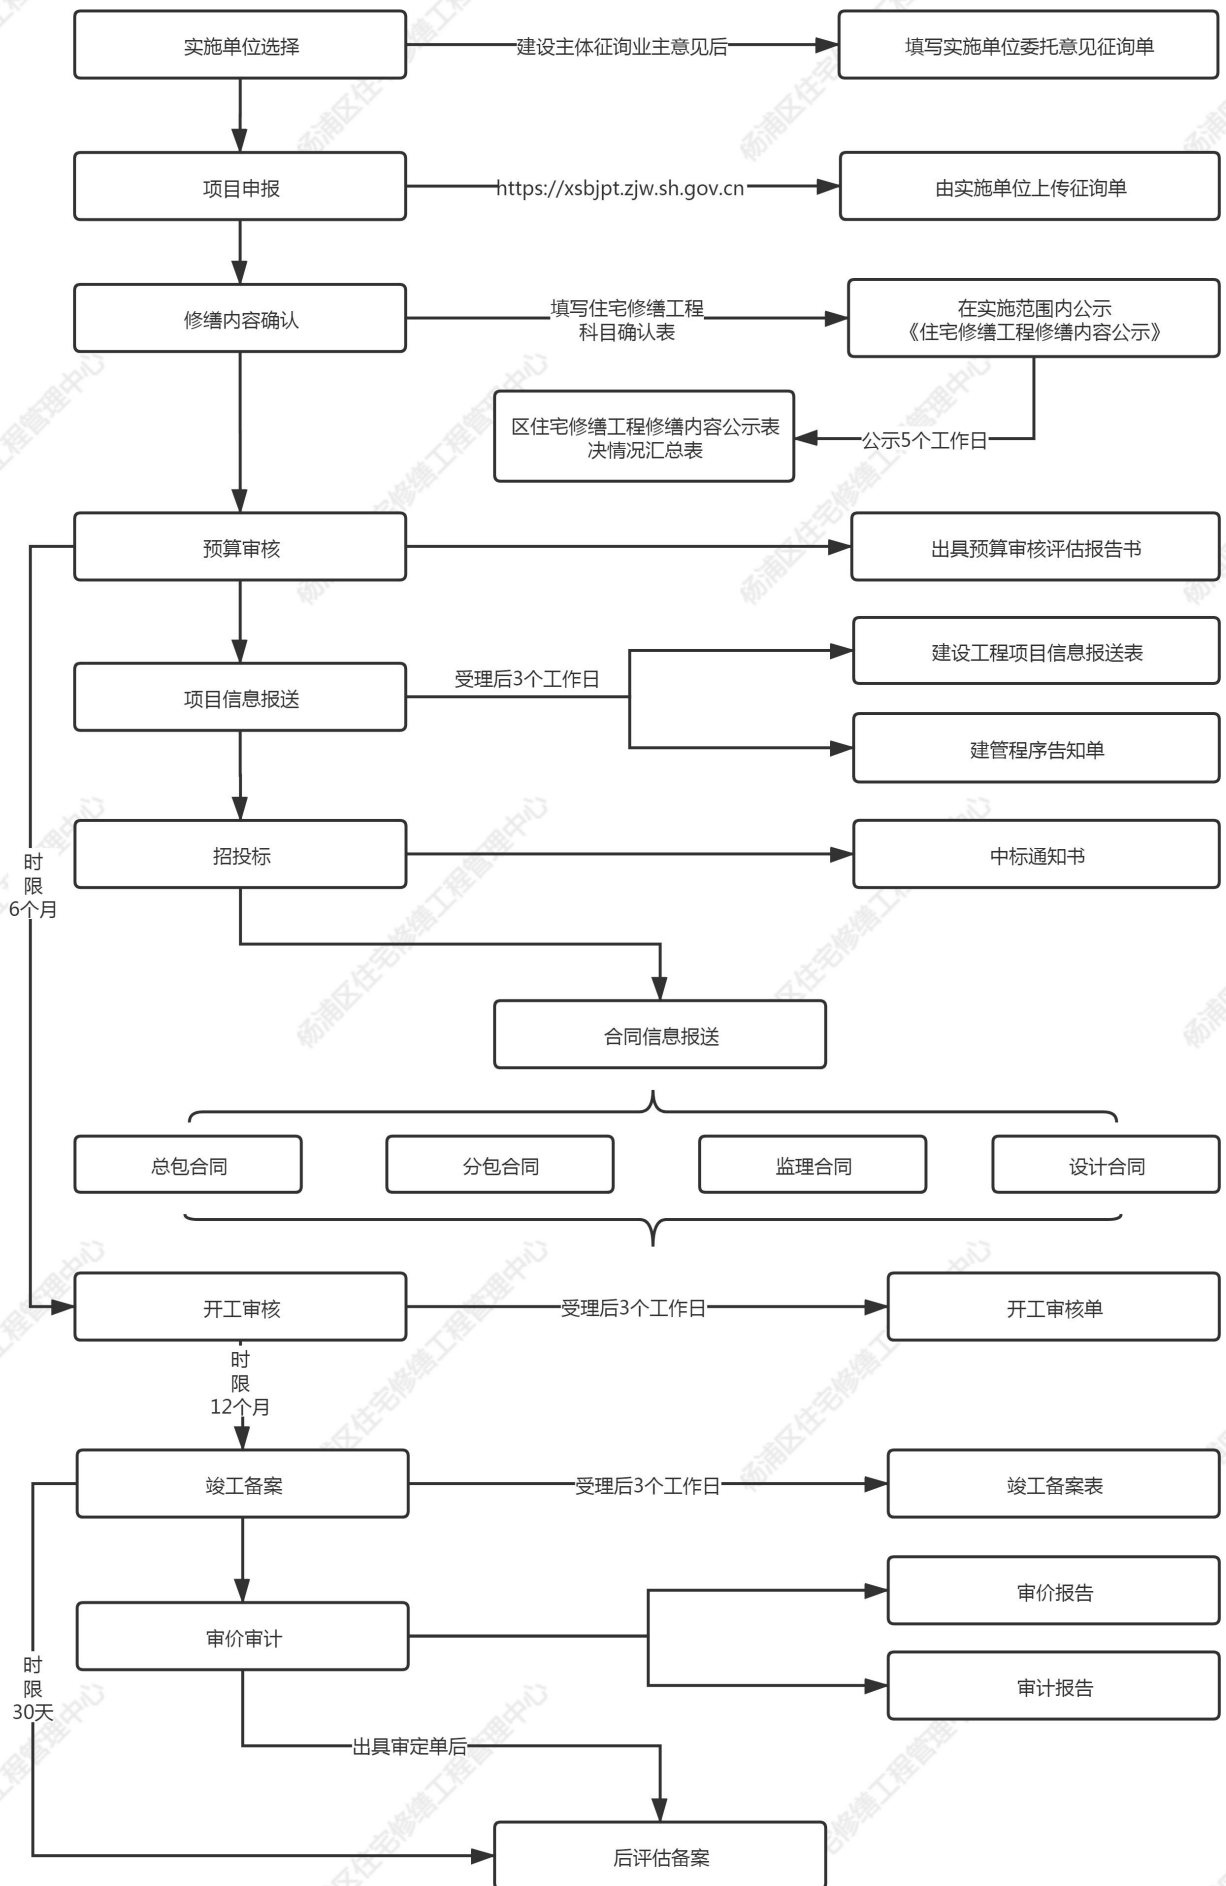 实施单位选择
建设主体征询业主意见后
填写实施单位委托意见征询单
项目申报
https://xsbjpt.zjw.sh.gov.cn
由实施单位上传征询单
修缮内容确认
填写住宅修缮工程
科目确认表
在实施范围内公示
《住宅修缮工程修缮内容公示》
区住宅修缮工程修缮内容公示表
决情况汇总表
公示5个工作日
预算审核
出具预算审核评估报告书
建设工程项目信息报送表
受理后3个工作日
项目信息报送
建管程序告知单
招投标
中标通知书
时
限
6个月
合同信息报送
总包合同
分包合同
监理合同
设计合同
开工审核
受理后3个工作日
开工审核单
时
限
12个月
竣工备案
受理后3个工作日
竣工备案表
审价报告
审价审计
审计报告
时
限
30天
出具审定单后
后评估备案
杨浦区住宅修缮工程管理中心